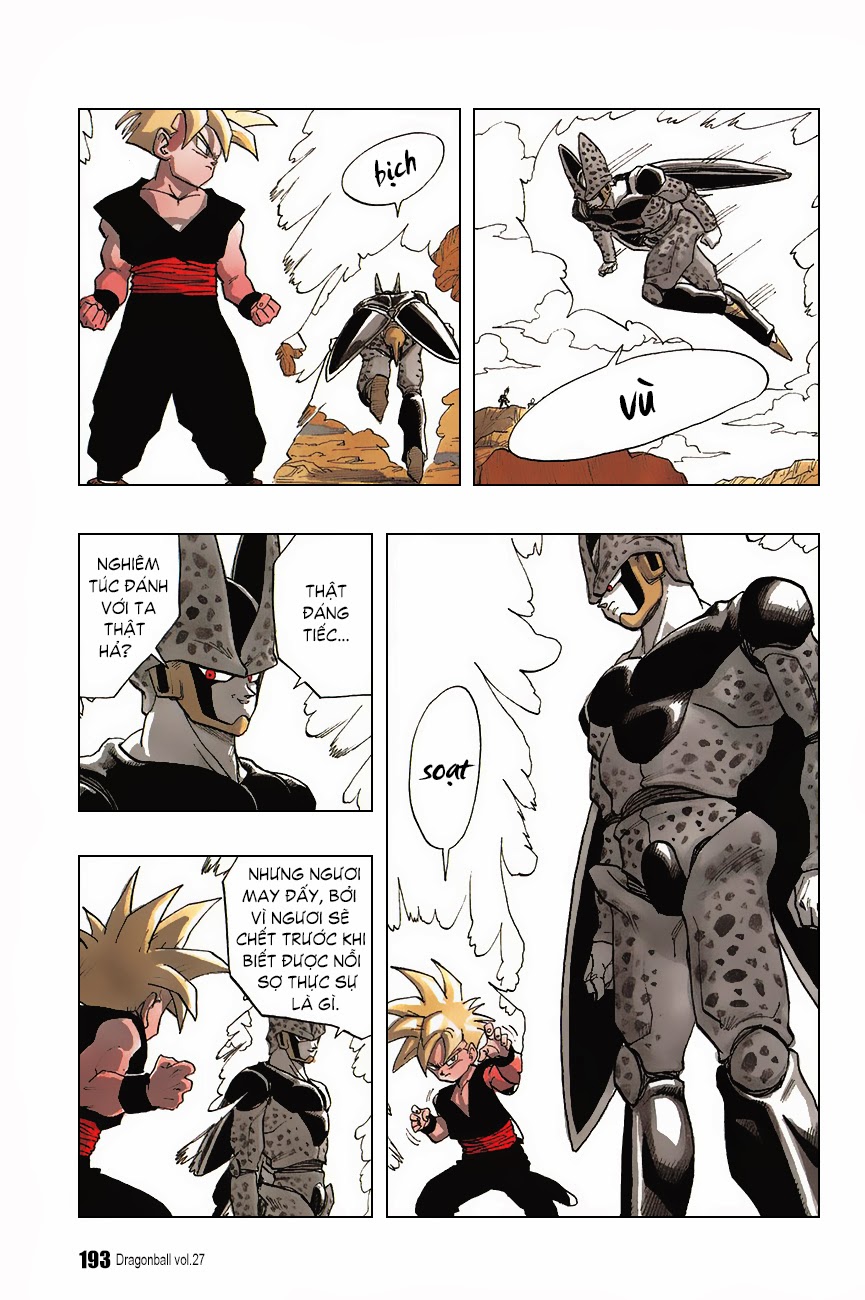 vù
bịch
soạt
THẬT
ĐÁNG
TIẾC...
NGHIÊM
TÚC ĐÁNH
VỚI TA
THẬT
HẢ?
NHƯNG NGƯƠI
MAY ĐẤY, BỞI
VÌ NGƯƠI SẼ
CHẾT TRƯỚC KHI
BIẾT ĐƯỢC NỔI
SỢ THỰC SỰ
LÀ GÌ.
193 Dragonball vol.27